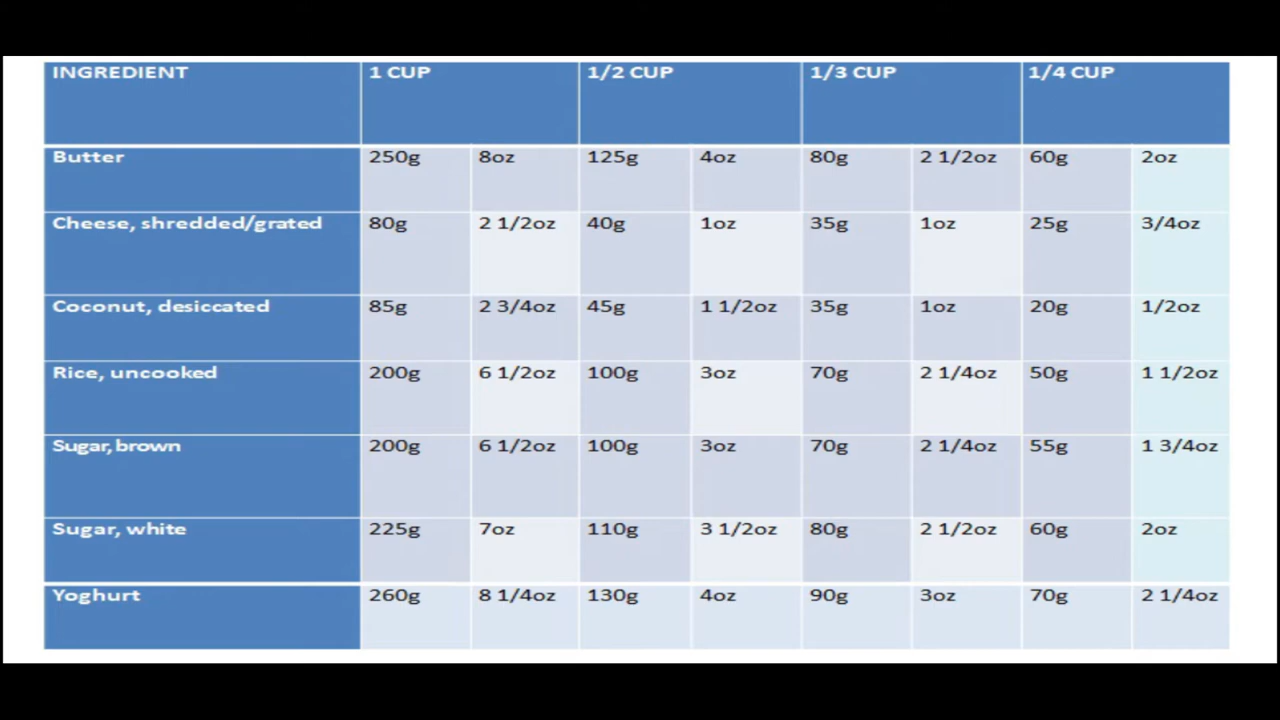 INGREDIENT 1 CUP 1/2 CUP 1/3 CUP 1/4 CUP
Butter 250g 8oz 125g 4oz 80g 2 1/2oz 60g 2oz
Cheese, shredded/grated 80g 2 1/2oz 40g 1oz 35g 1oz 25g 3/4oz
Coconut, desiccated 85g 2 3/4oz 45g 1 1/2oz 35g 1oz 20g 1/2oz
Rice, uncooked 200g 6 1/2oz 100g 3oz 70g 2 1/4oz 50g 1 1/2oz
Sugar, brown 200g 6 1/2oz 100g 3oz 70g 2 1/4oz 55g 1 3/4oz
Sugar, white 225g 7oz 110g 3 1/2oz 80g 2 1/2oz 60g 2oz
Yoghurt 260g 8 1/4oz 130g 4oz 90g 3oz 70g 2 1/4oz